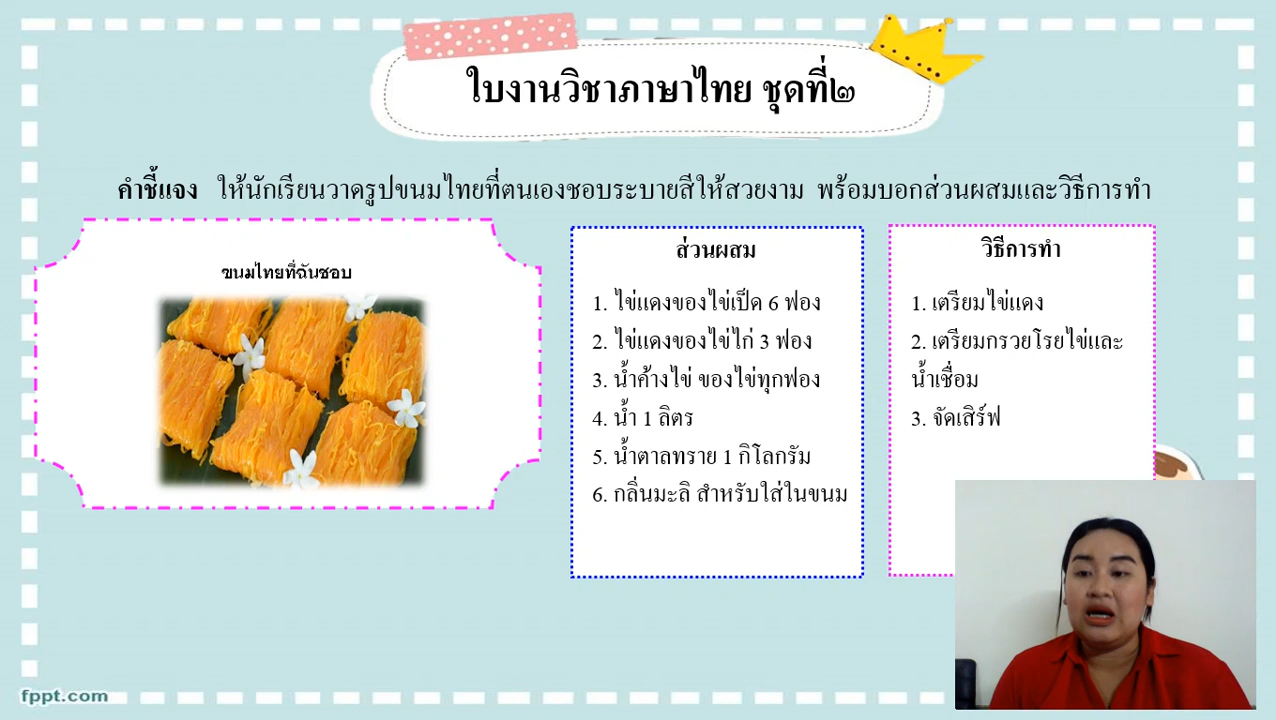 ใบงานวิชาภาษาไทย ชุดที่๒
คำชี้แจง ให้นักเรียนวาดรูปขนมไทยที่ตนเองชอบระบายสีให้สวยงาม พร้อมบอกส่วนผสมและวิธีการทำ
ขนมไทยที่ฉันชอบ
ส่วนผสม
1. ไข่แดงของไข่เป็ด 6 ฟอง
2. ไข่แดงของไข่ไก่ 3 ฟอง
3. น้ำค้างไข่ ของไข่ทุกฟอง
4. น้ำ 1 ลิตร
5. น้ำตาลทราย 1 กิโลกรัม
6. กลิ่นมะลิ สำหรับใส่ในขนม
วิธีการทำ
1. เตรียมไข่แดง
2. เตรียมกรวยโรยไข่และ
น้ำเชื่อม
3. จัดเสิร์ฟ
fppt.com